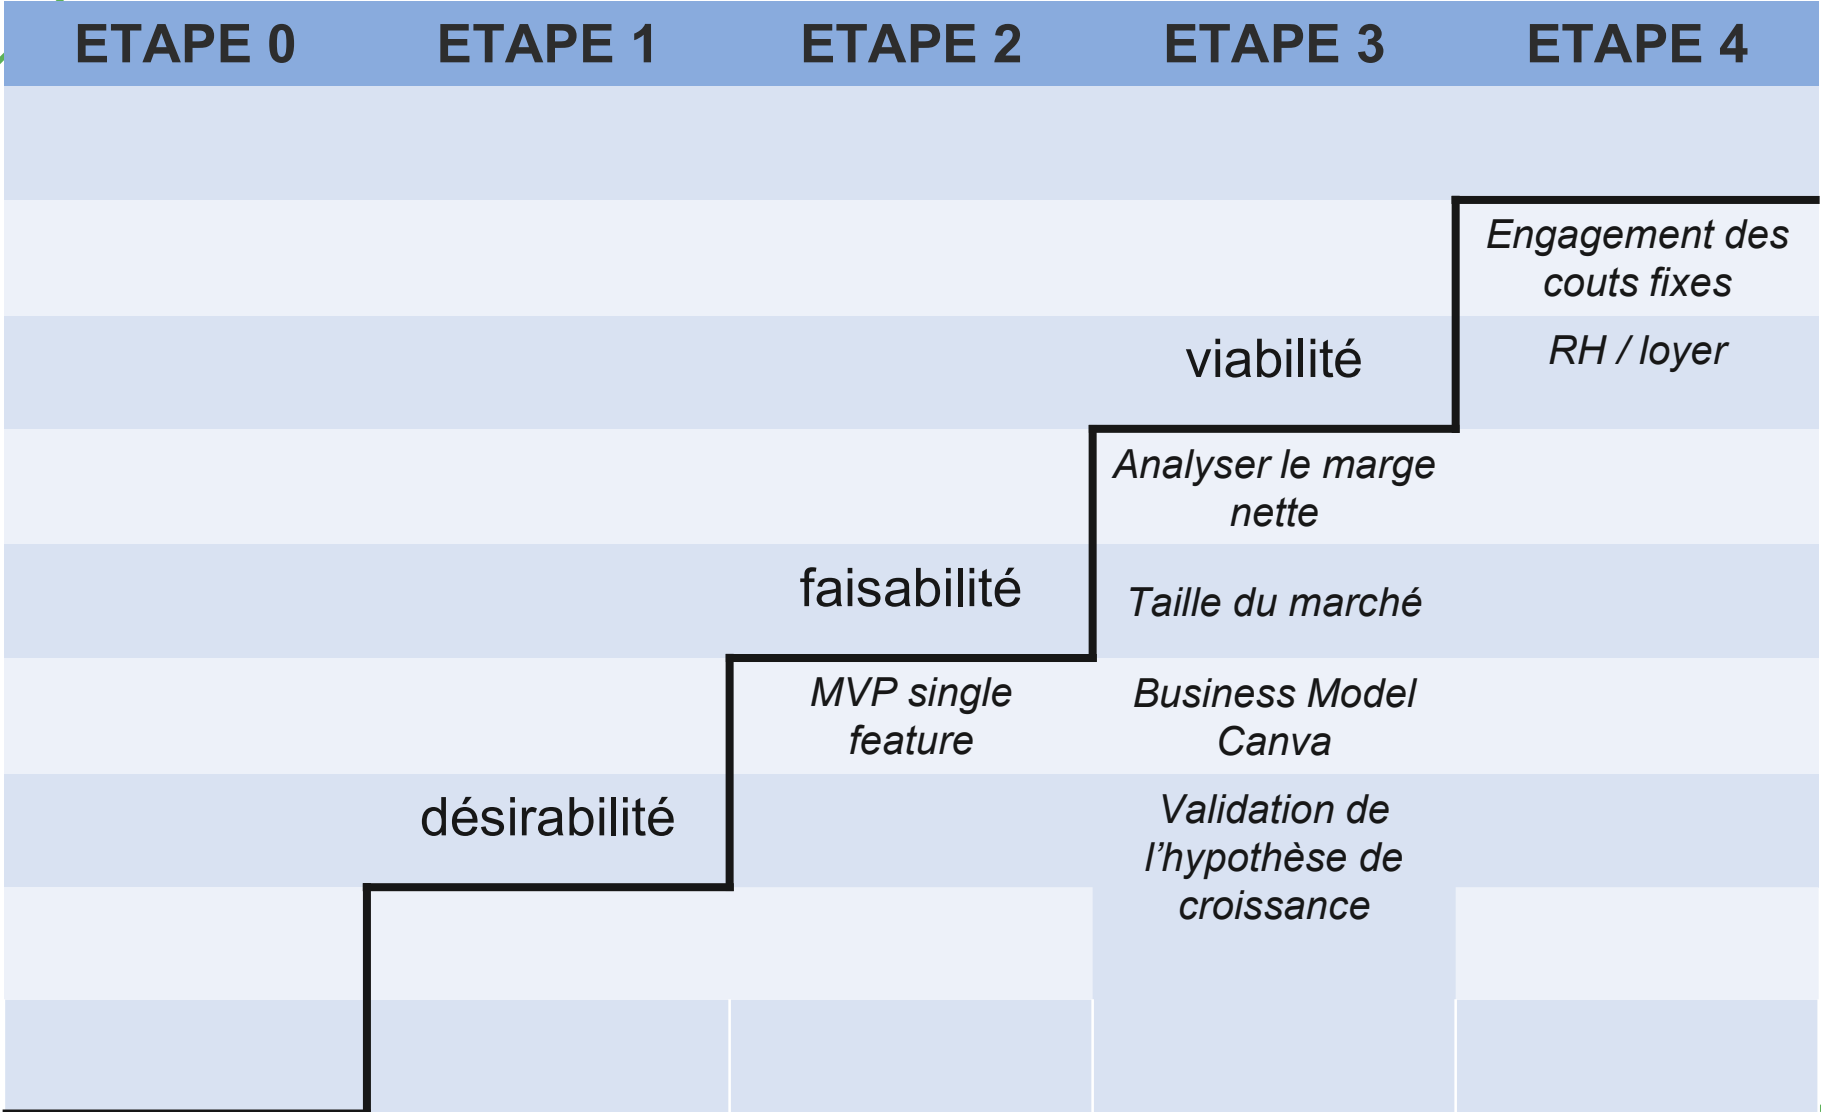 ETAPE 0 ETAPE 1 ETAPE 2 ETAPE 3 ETAPE 4
Engagement des
couts fixes
viabilité
RH / loyer
Analyser le marge
nette
faisabilité
Taille du marché
MVP single
feature
Business Model
Canva
désirabilité
Validation de
l’hypothèse de
croissance